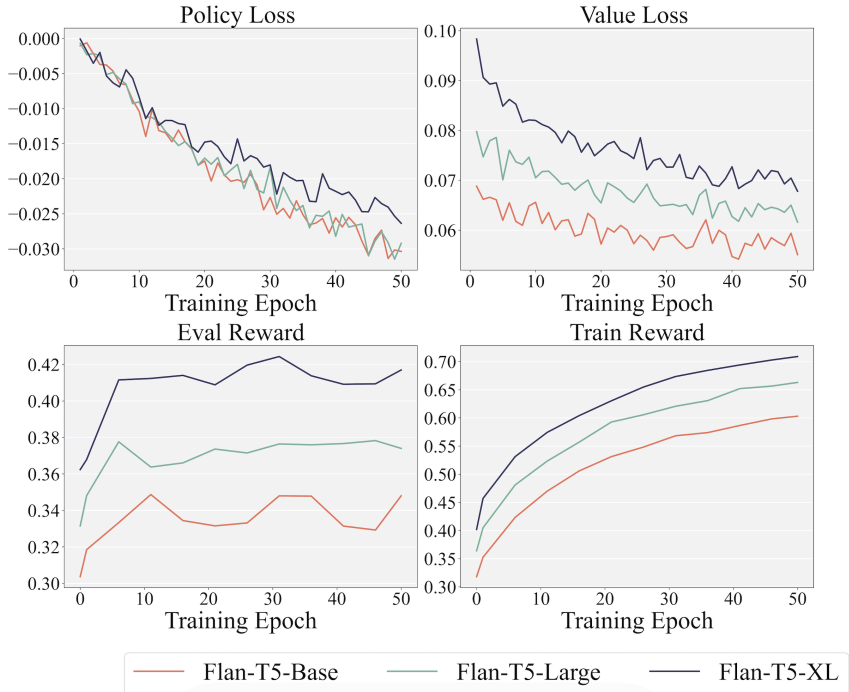 Policy Loss
Value Loss
0.000
−0.005
−0.010
−0.015
−0.020
−0.025
−0.030
0 10 20 30 40 50
Training Epoch
0.10
0.09
0.08
0.07
0.06
0 10 20 30 40 50
Training Epoch
Eval Reward
Train Reward
0.42
0.40
0.38
0.36
0.34
0.32
0.30
0 10 20 30 40 50
Training Epoch
0.70
0.65
0.60
0.55
0.50
0.45
0.40
0.35
0.30
0 10 20 30 40 50
Training Epoch
Flan-T5-Base Flan-T5-Large Flan-T5-XL